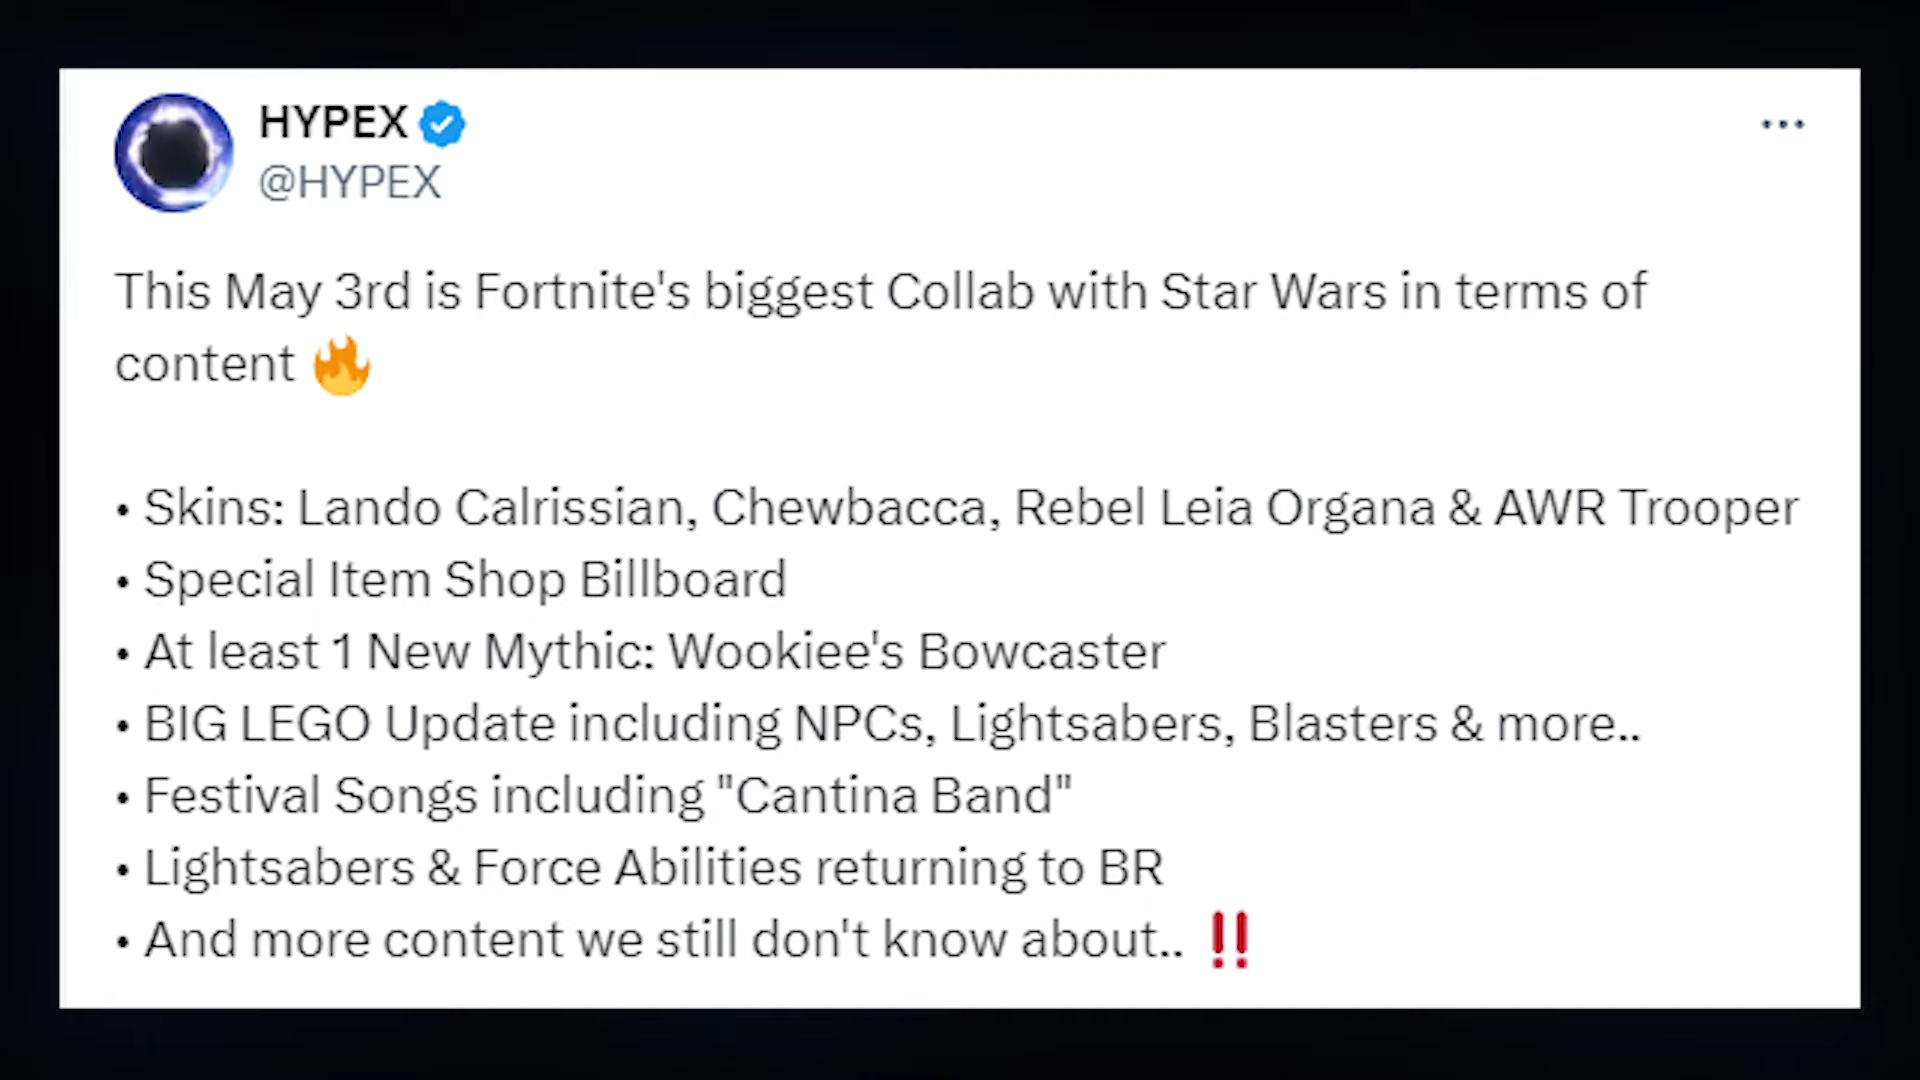 HYPEX
@HYPEX
This May 3rd is Fortnite's biggest Collab with Star Wars in terms of
content 🔥
• Skins: Lando Calrissian, Chewbacca, Rebel Leia Organa & AWR Trooper
• Special Item Shop Billboard
• At least 1 New Mythic: Wookiee's Bowcaster
• BIG LEGO Update including NPCs, Lightsabers, Blasters & more..
• Festival Songs including "Cantina Band"
• Lightsabers & Force Abilities returning to BR
• And more content we still don't know about.. ‼️